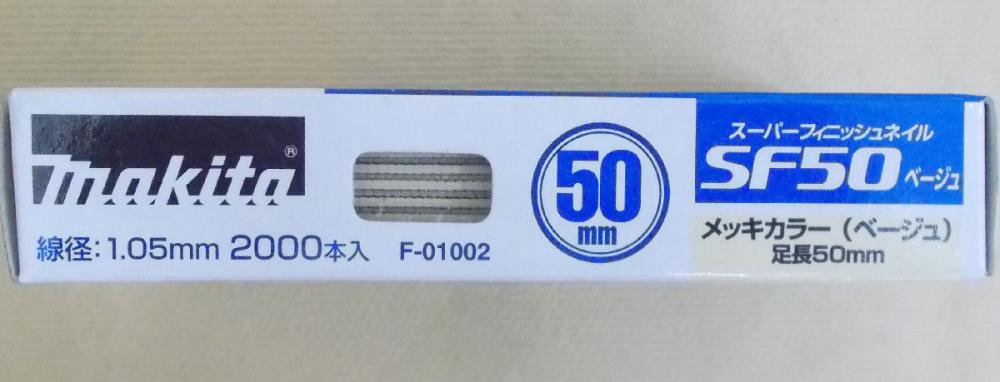 makita®
線径:1.05mm 2000本入 F-01002
50
mm
スーパーフィニッシュネイル
SF50 ベージュ
メッキカラー（ベージュ）
足長50mm